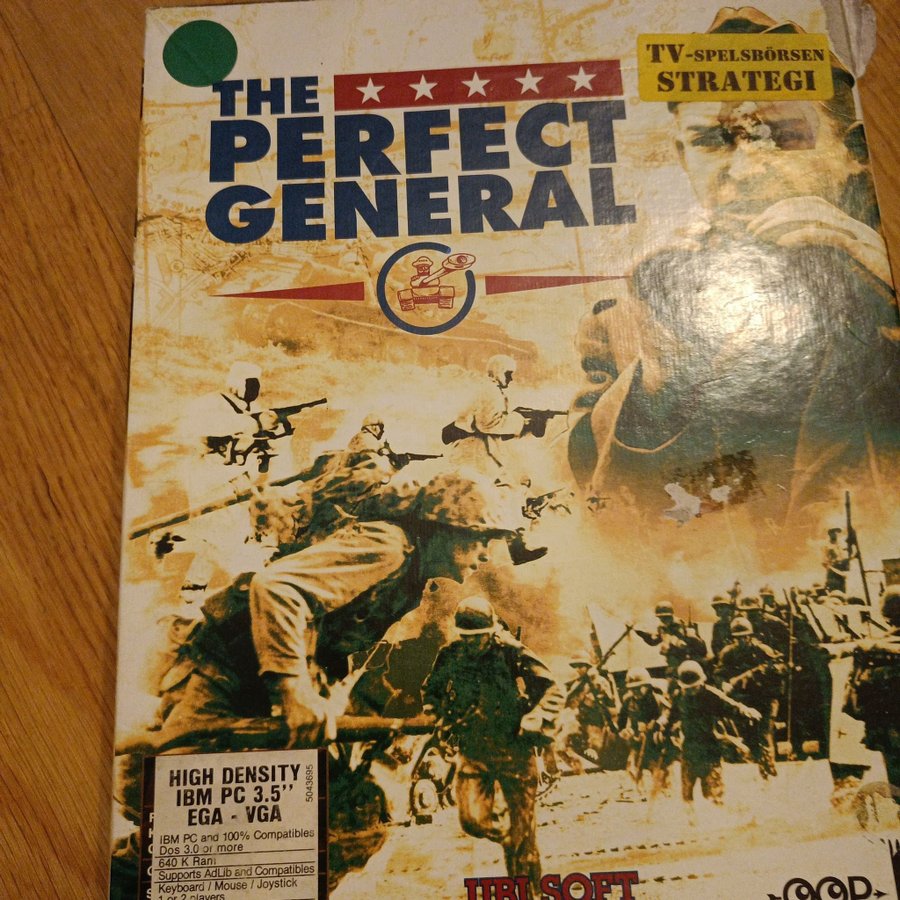 TV-SPELSBÖRSEN
STRATEGI
THE
PERFECT
GENERAL
HIGH DENSITY
IBM PC 3.5''
EGA - VGA
5043695
IBM PC and 100% Compatibles
Dos 3.0 or more
640 K Ram
Supports AdLib and Compatibles
Keyboard / Mouse / Joystick
1 or 2 players
UBI SOFT
QQP